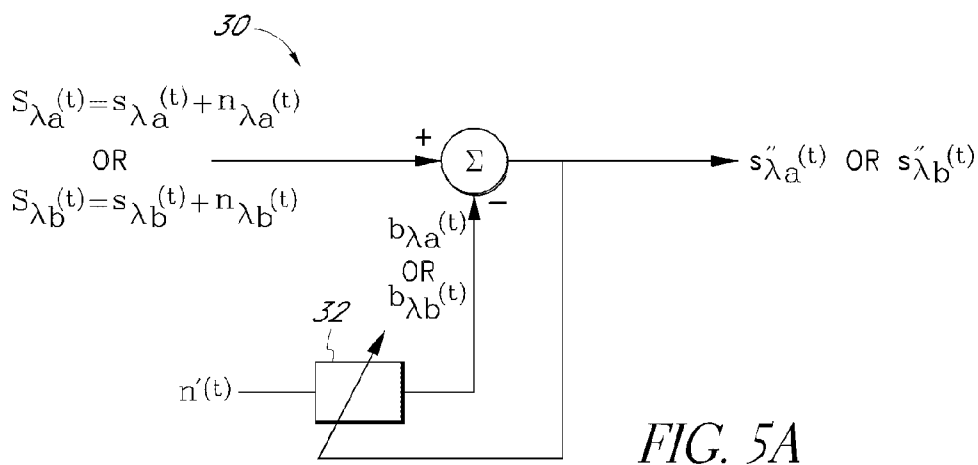 30
S_λa(t)=s_λa(t)+n_λa(t)
OR
S_λb(t)=s_λb(t)+n_λb(t)
+
Σ
−
s″_λa(t) OR s″_λb(t)
b_λa(t)
OR
b_λb(t)
32
n′(t)
FIG. 5A